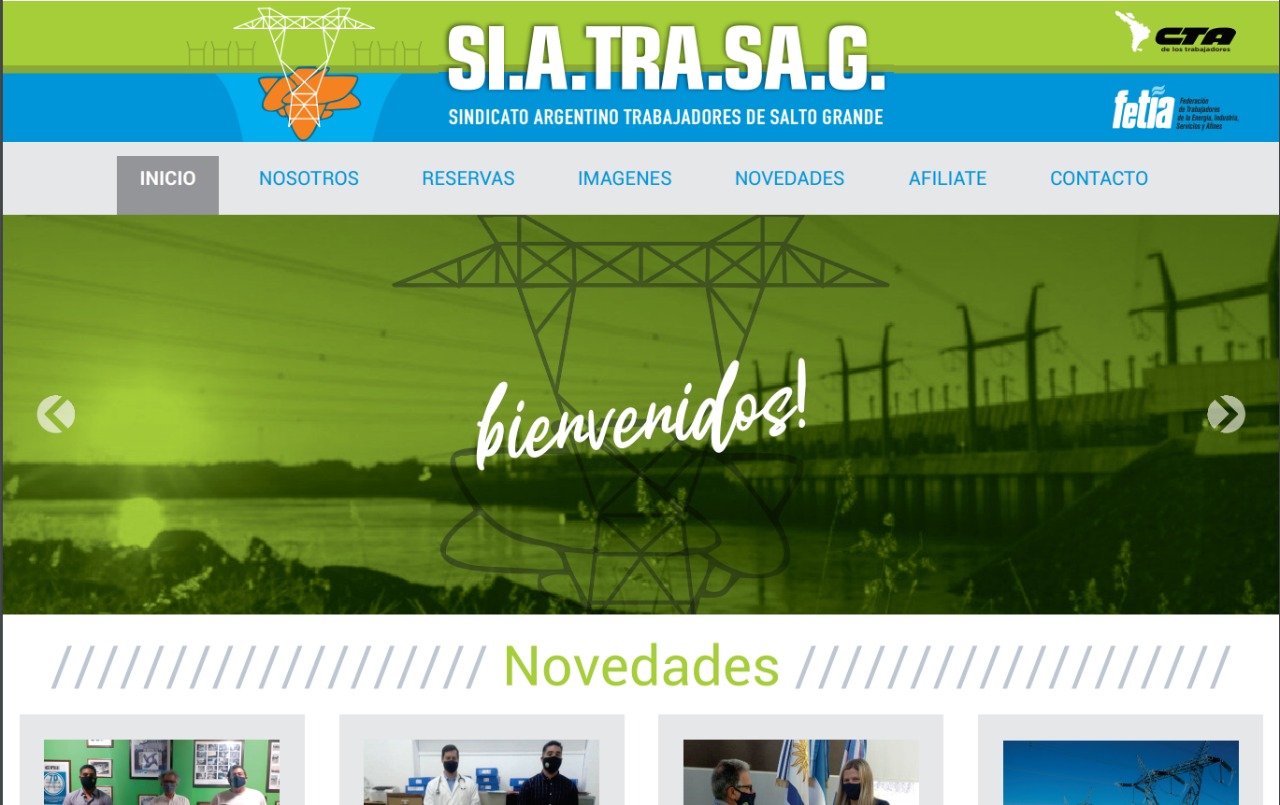 SI.A.TRA.SA.G.
SINDICATO ARGENTINO TRABAJADORES DE SALTO GRANDE
CTA
de los trabajadores
fetia
Federación
de Trabajadores
de la Energía, Industria,
Servicios y Afines
INICIO
NOSOTROS
RESERVAS
IMAGENES
NOVEDADES
AFILIATE
CONTACTO
bienvenidos!
Novedades